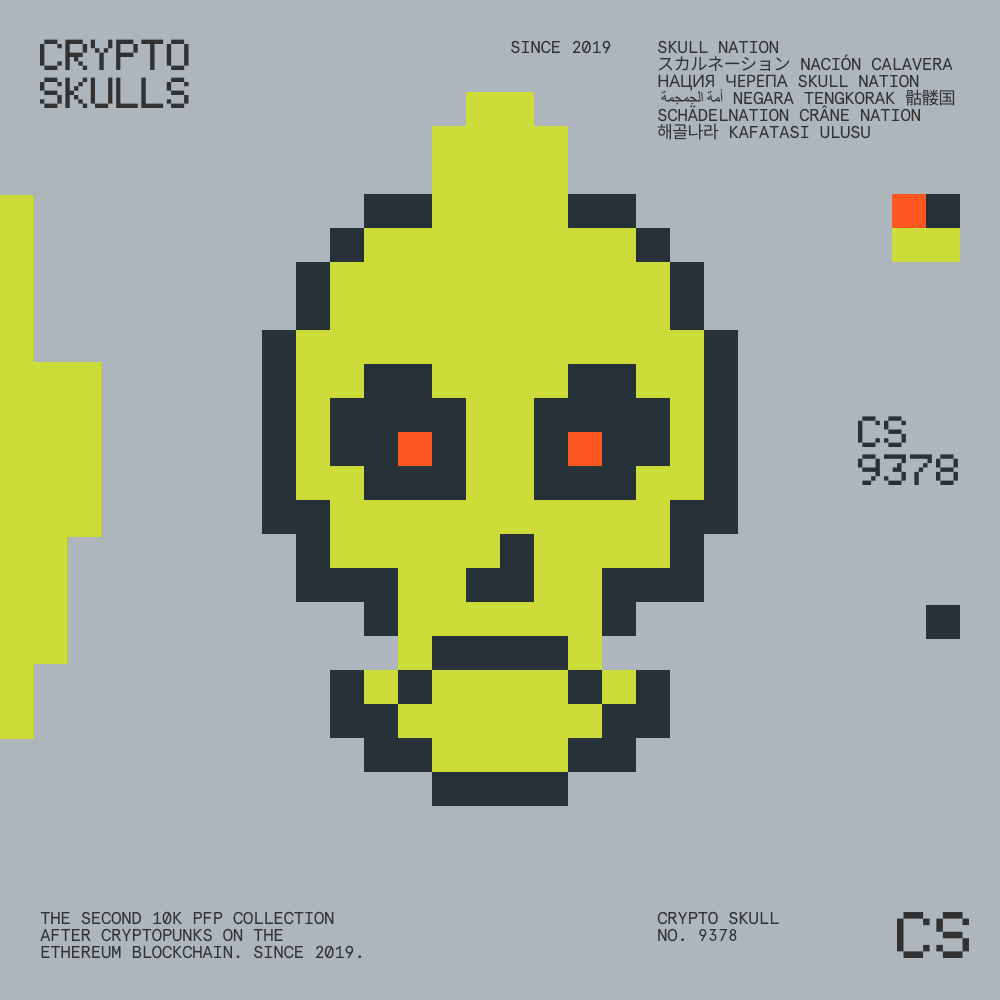 CRYPTO
SKULLS
SINCE 2019
SKULL NATION
スカルネーション NACIÓN CALAVERA
НАЦИЯ ЧЕРЕПА SKULL NATION
أمة الجمجمة NEGARA TENGKORAK 骷髅国
SCHÄDELNATION CRÂNE NATION
해골나라 KAFATASI ULUSU
CS
9378
THE SECOND 10K PFP COLLECTION
AFTER CRYPTOPUNKS ON THE
ETHEREUM BLOCKCHAIN. SINCE 2019.
CRYPTO SKULL
NO. 9378
CS